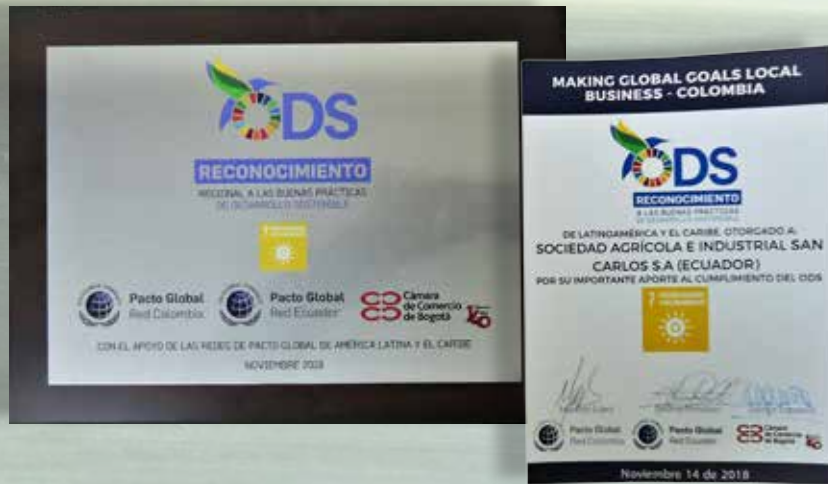 ODS
RECONOCIMIENTO
REGIONAL A LAS BUENAS PRÁCTICAS
DE DESARROLLO SOSTENIBLE
7
Pacto Global
Red Colombia
Pacto Global
Red Ecuador
Cámara
de Comercio
de Bogotá
CON EL APOYO DE LAS REDES DE PACTO GLOBAL DE AMÉRICA LATINA Y EL CARIBE
NOVIEMBRE 2018
MAKING GLOBAL GOALS LOCAL
BUSINESS - COLOMBIA
ODS
RECONOCIMIENTO
A LAS BUENAS PRÁCTICAS
DE DESARROLLO SOSTENIBLE
DE LATINOAMÉRICA Y EL CARIBE, OTORGADO A:
SOCIEDAD AGRÍCOLA E INDUSTRIAL SAN
CARLOS S.A (ECUADOR)
POR SU IMPORTANTE APORTE AL CUMPLIMIENTO DEL ODS
7
Pacto Global
Red Colombia
Pacto Global
Red Ecuador
Cámara
de Comercio
de Bogotá
Noviembre 14 de 2018